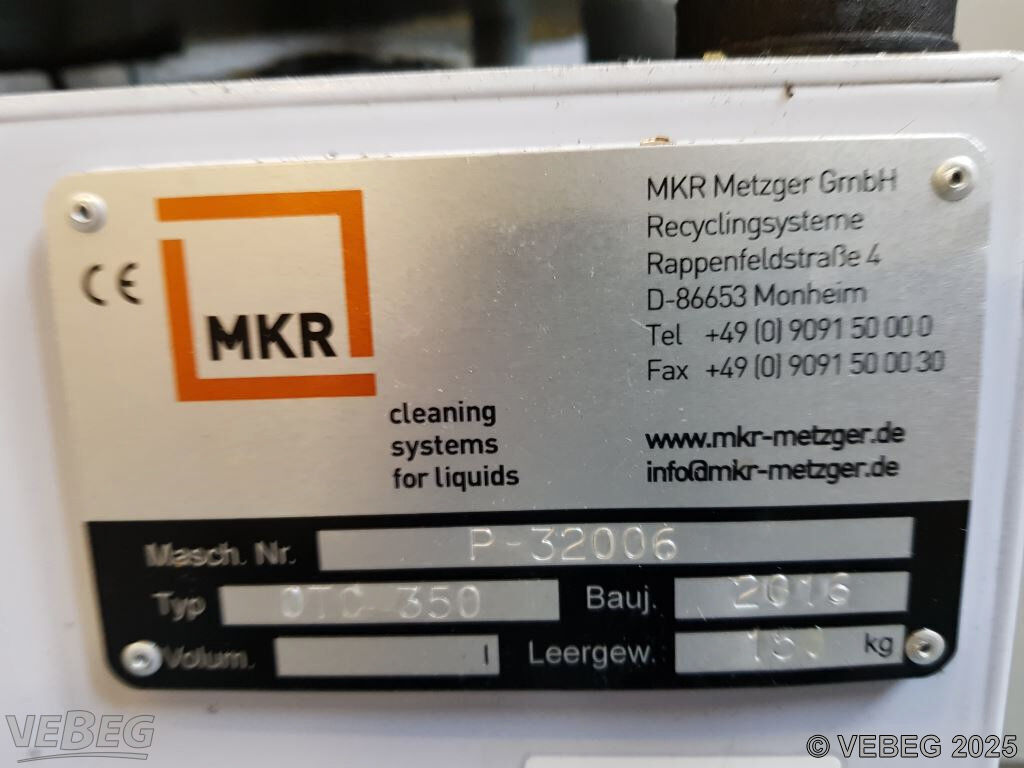 CE
MKR
cleaning
systems
for liquids
MKR Metzger GmbH
Recyclingsysteme
Rappenfeldstraße 4
D-86653 Monheim
Tel +49 (0) 9091 50 00 0
Fax +49 (0) 9091 50 00 30
www.mkr-metzger.de
info@mkr-metzger.de
Masch. Nr. P-32006
Typ OTC 350 Bauj. 2016
Volum. l Leergew. kg
VEBEG
© VEBEG 2025